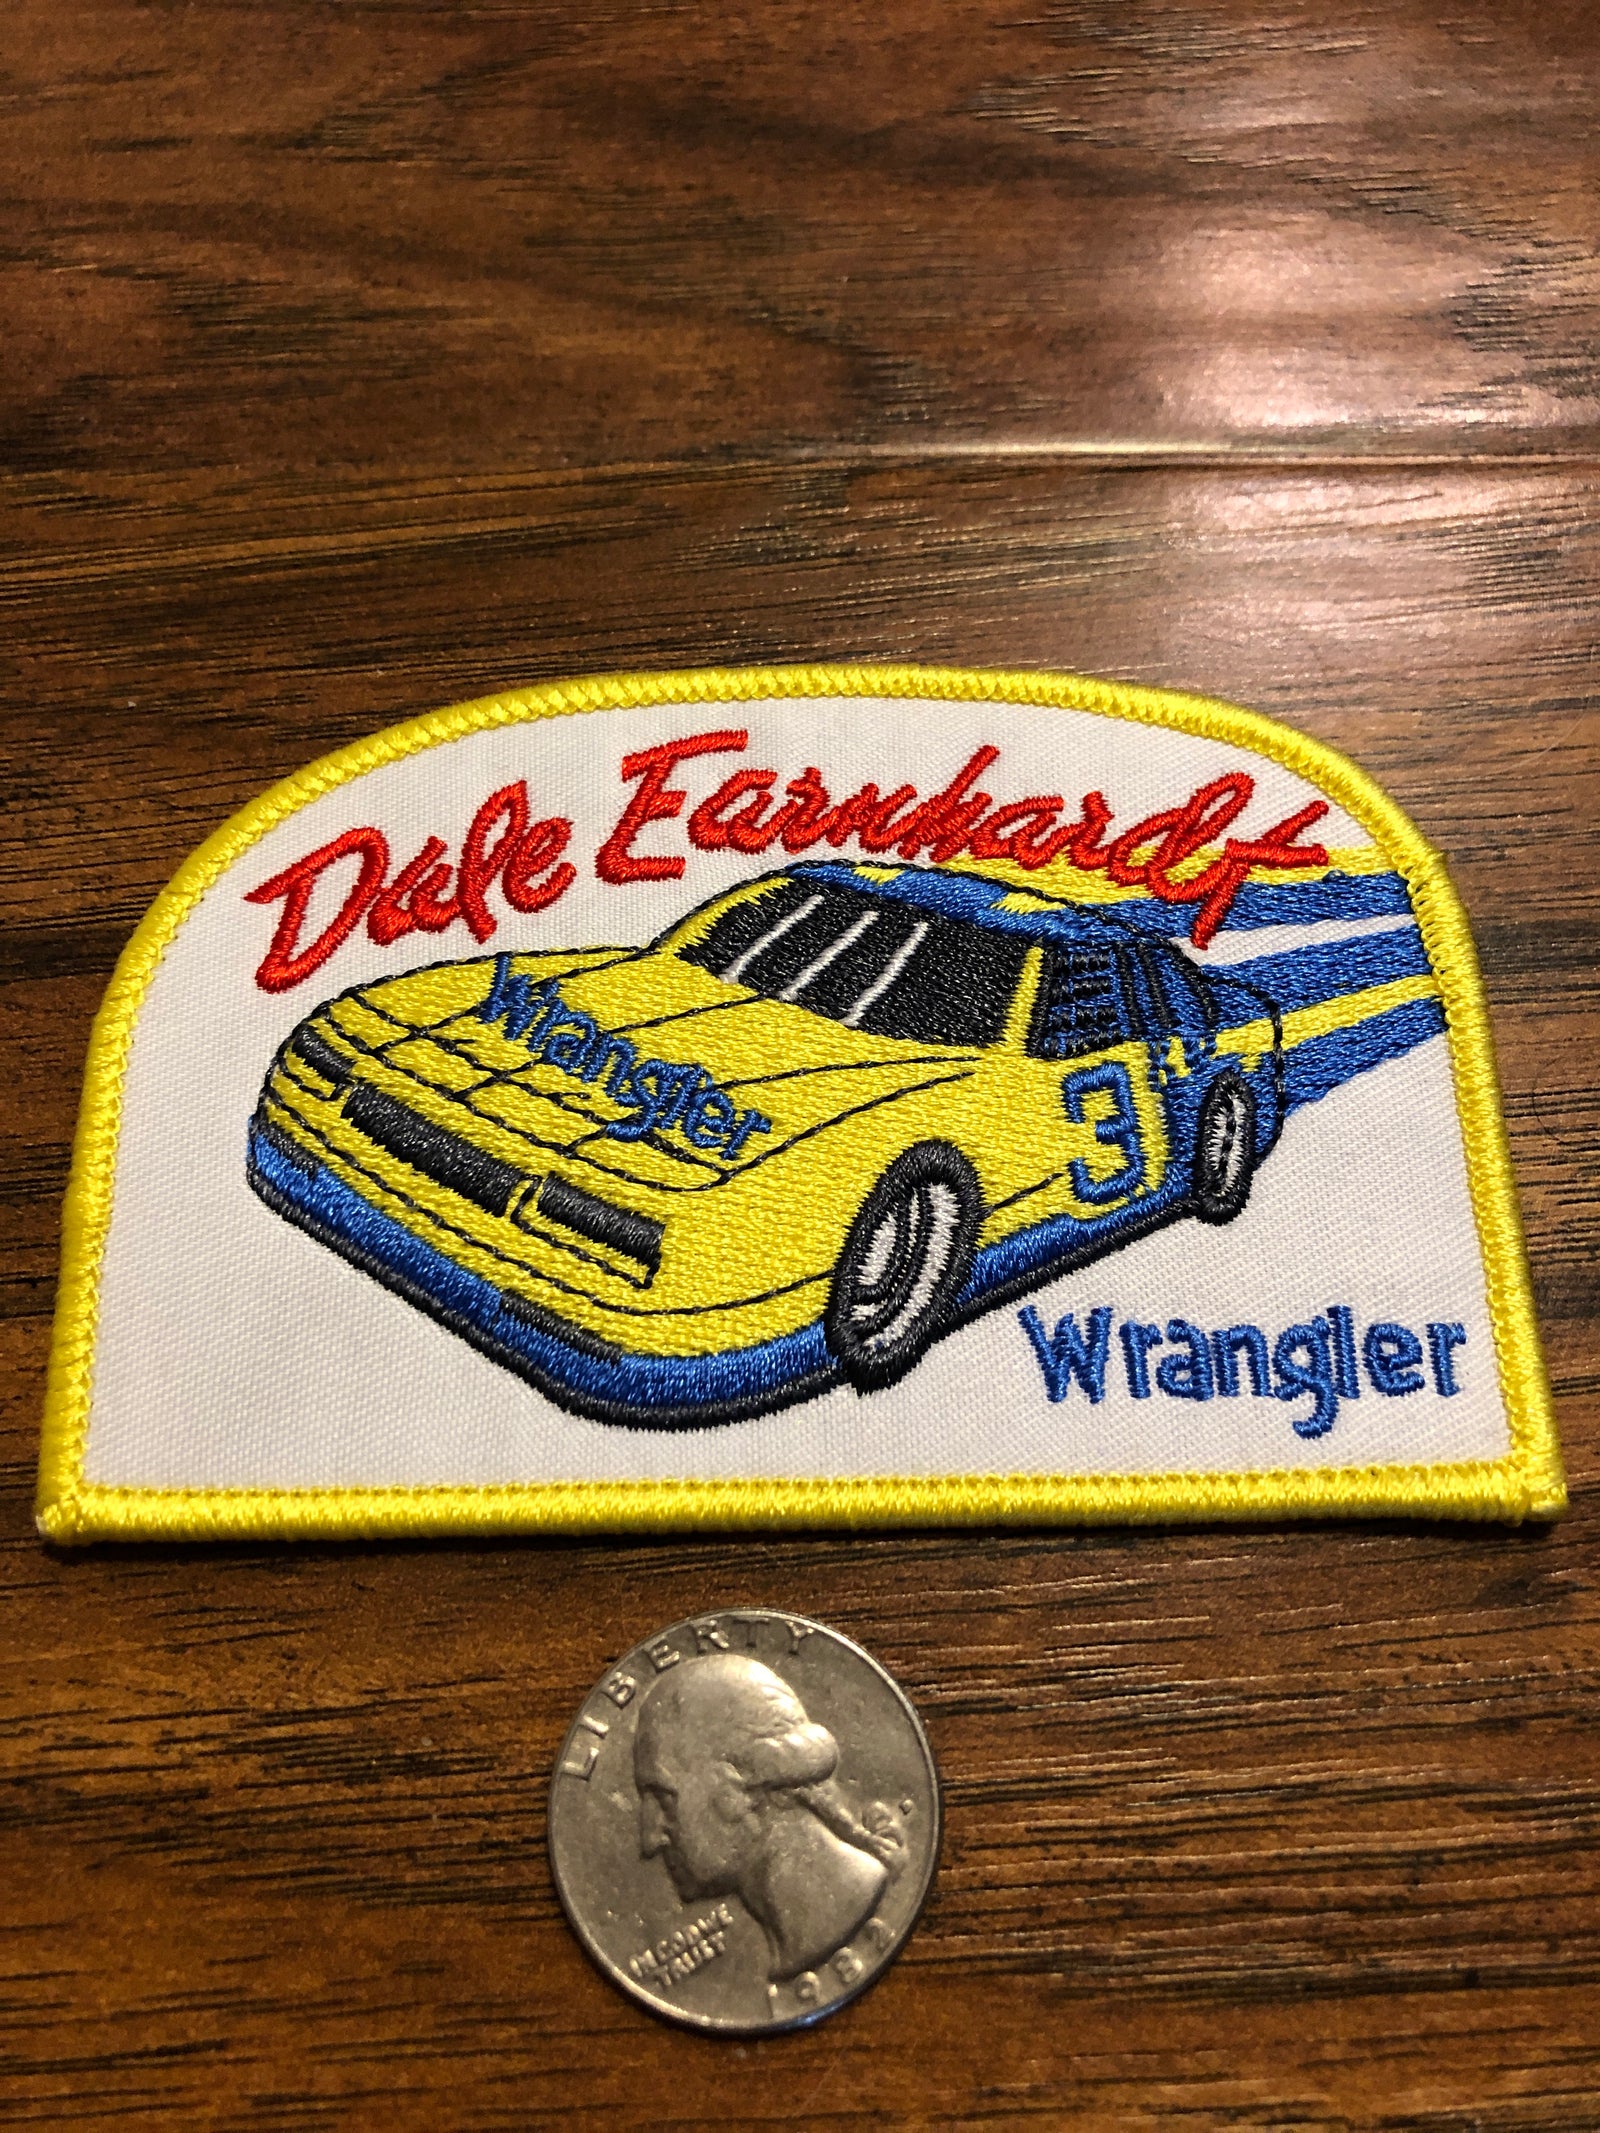 Dale Earnhardt
Wrangler
3
Wrangler
LIBERTY
IN GOD WE
TRUST
1982